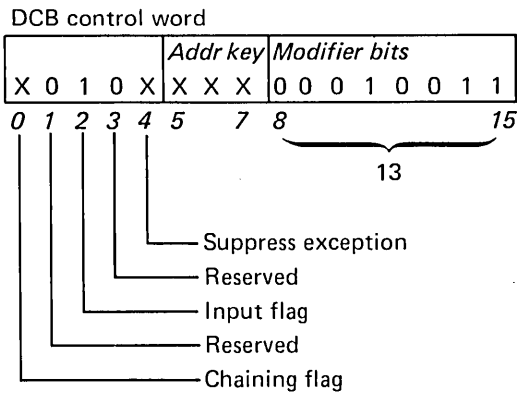 DCB control word
Addr key Modifier bits
X 0 1 0 X X X X 0 0 0 1 0 0 1 1
0 1 2 3 4 5 7 8 15
13
Suppress exception
Reserved
Input flag
Reserved
Chaining flag